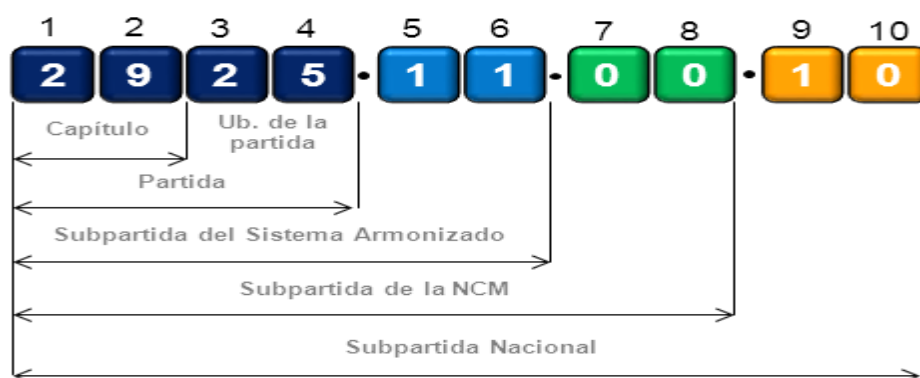 1 2 3 4 5 6 7 8 9 10
2 9 2 5 . 1 1 . 0 0 . 1 0
Capítulo
Ub. de la
partida
Partida
Subpartida del Sistema Armonizado
Subpartida de la NCM
Subpartida Nacional